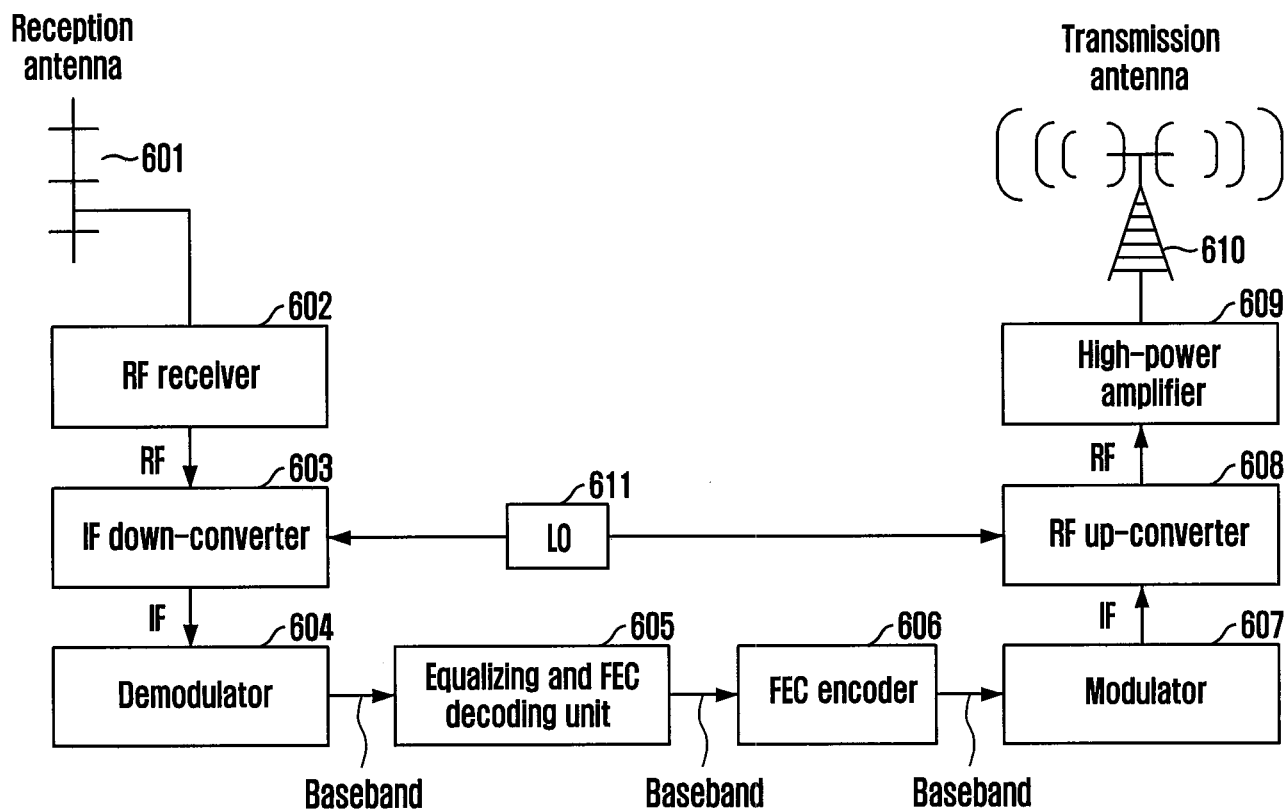 Reception
antenna
601
Transmission
antenna
610
602
RF receiver
609
High-power
amplifier
RF
603
IF down-converter
611
LO
RF
608
RF up-converter
IF
604
Demodulator
605
Equalizing and FEC
decoding unit
606
FEC encoder
IF
607
Modulator
Baseband
Baseband
Baseband